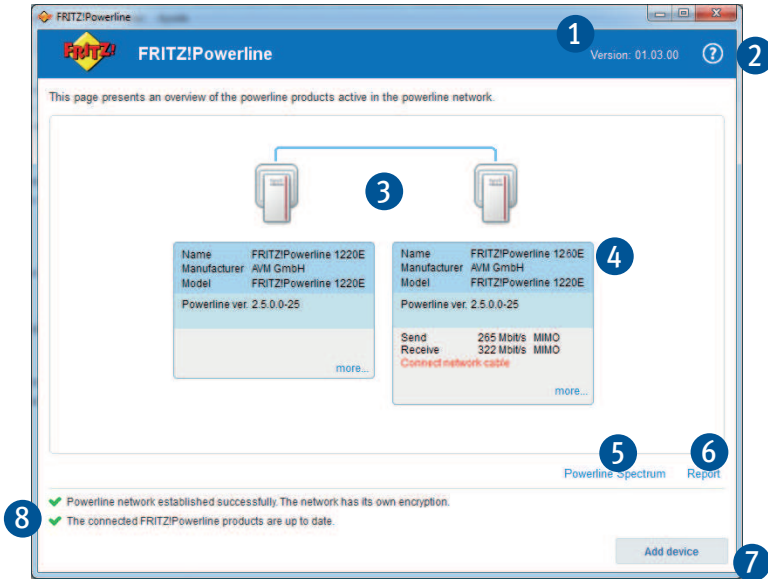 FRITZ!Powerline
1
FRITZ! FRITZ!Powerline Version: 01.03.00 ? 2
This page presents an overview of the powerline products active in the powerline network.
3
Name FRITZ!Powerline 1220E
Manufacturer AVM GmbH
Model FRITZ!Powerline 1220E
Powerline ver. 2.5.0.0-25
more...
Name FRITZ!Powerline 1260E 4
Manufacturer AVM GmbH
Model FRITZ!Powerline 1220E
Powerline ver. 2.5.0.0-25
Send 265 Mbit/s MIMO
Receive 322 Mbit/s MIMO
Connect network cable
more...
5 6
Powerline Spectrum Report
Powerline network established successfully. The network has its own encryption.
8 The connected FRITZ!Powerline products are up to date.
Add device 7